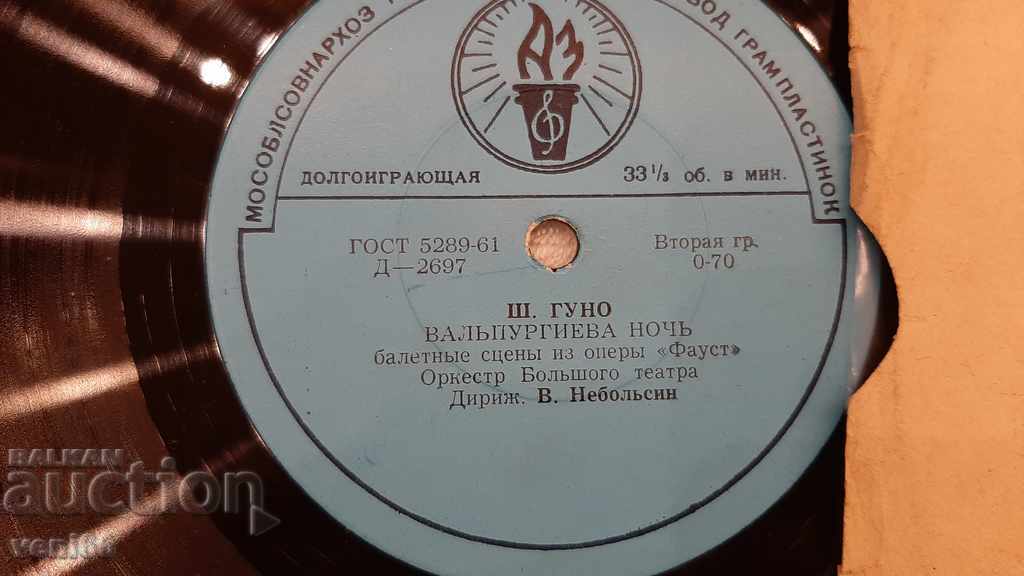 МОСОБЛСОВНАРХОЗ
ГРАМПЛАСТИНОК
АЗ
ДОЛГОИГРАЮЩАЯ 33 1/3 об. в мин.
ГОСТ 5289-61 Вторая гр.
Д—2697 0-70
Ш. ГУНО
ВАЛЬПУРГИЕВА НОЧЬ
балетные сцены из оперы «Фауст»
Оркестр Большого театра
Дириж. В. Небольсин
BALKAN
auction
venito